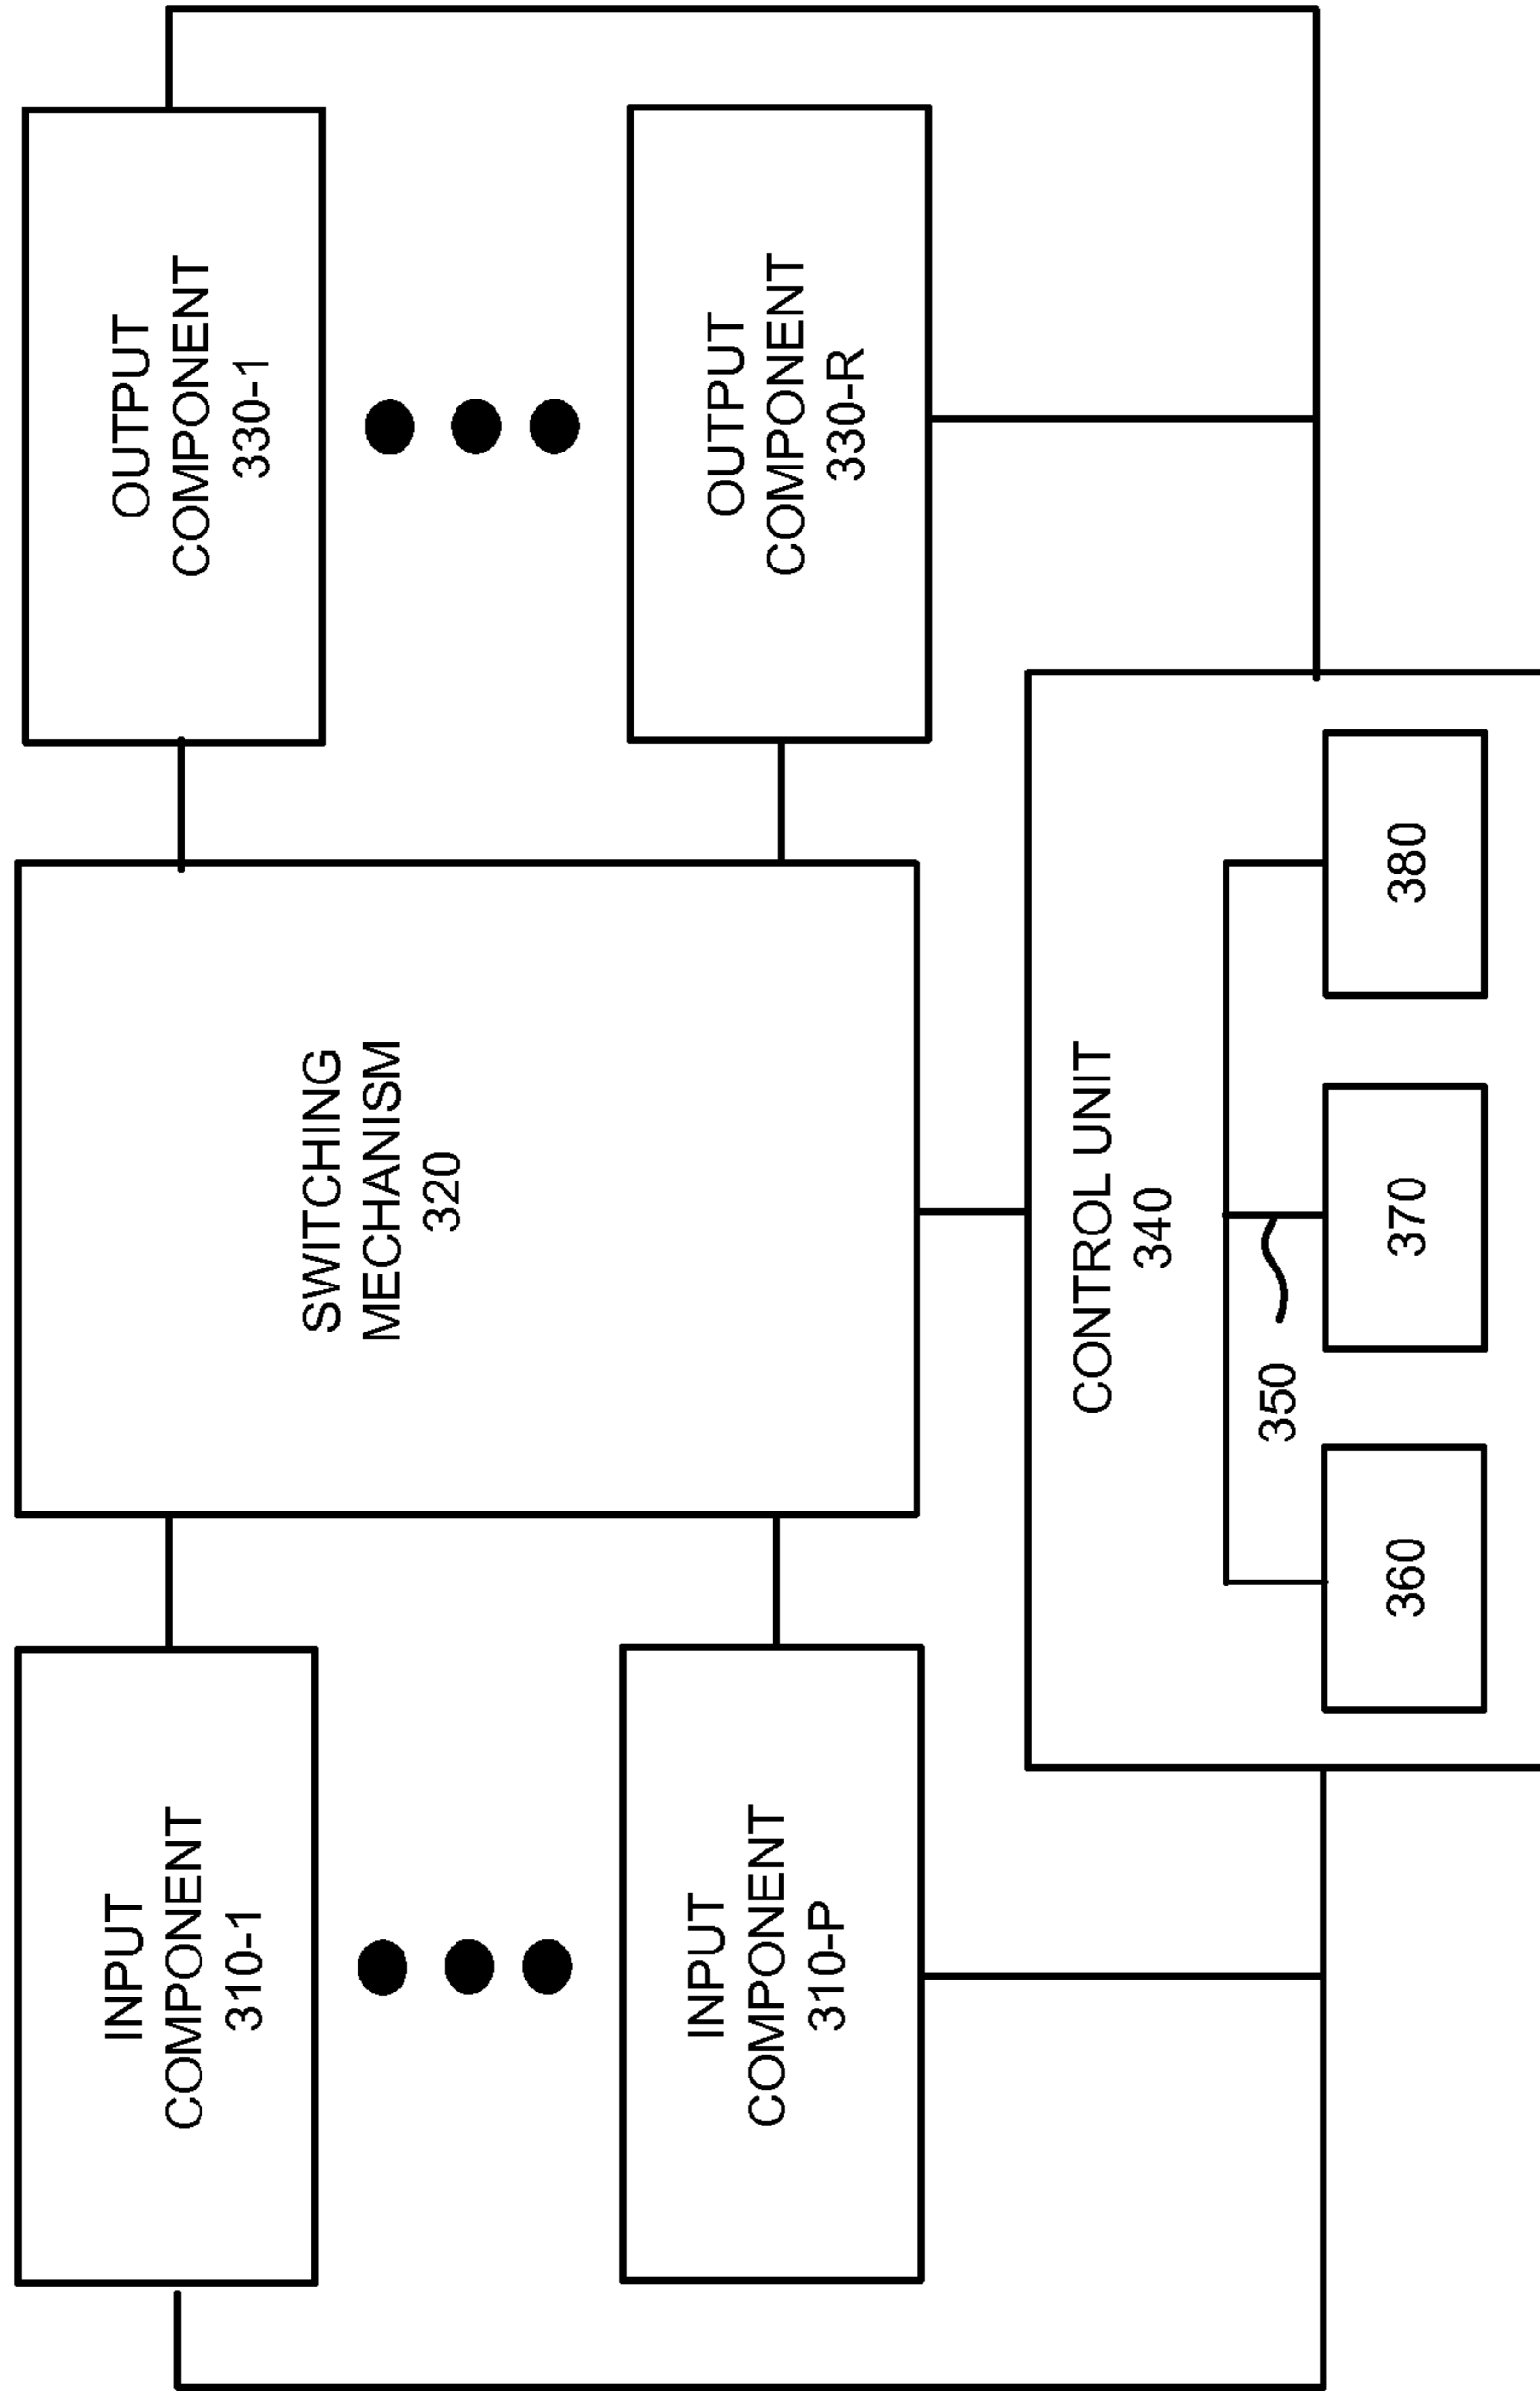 INPUT
COMPONENT
310-1
INPUT
COMPONENT
310-P
SWITCHING
MECHANISM
320
OUTPUT
COMPONENT
330-1
OUTPUT
COMPONENT
330-R
CONTROL UNIT
340
350
360
370
380